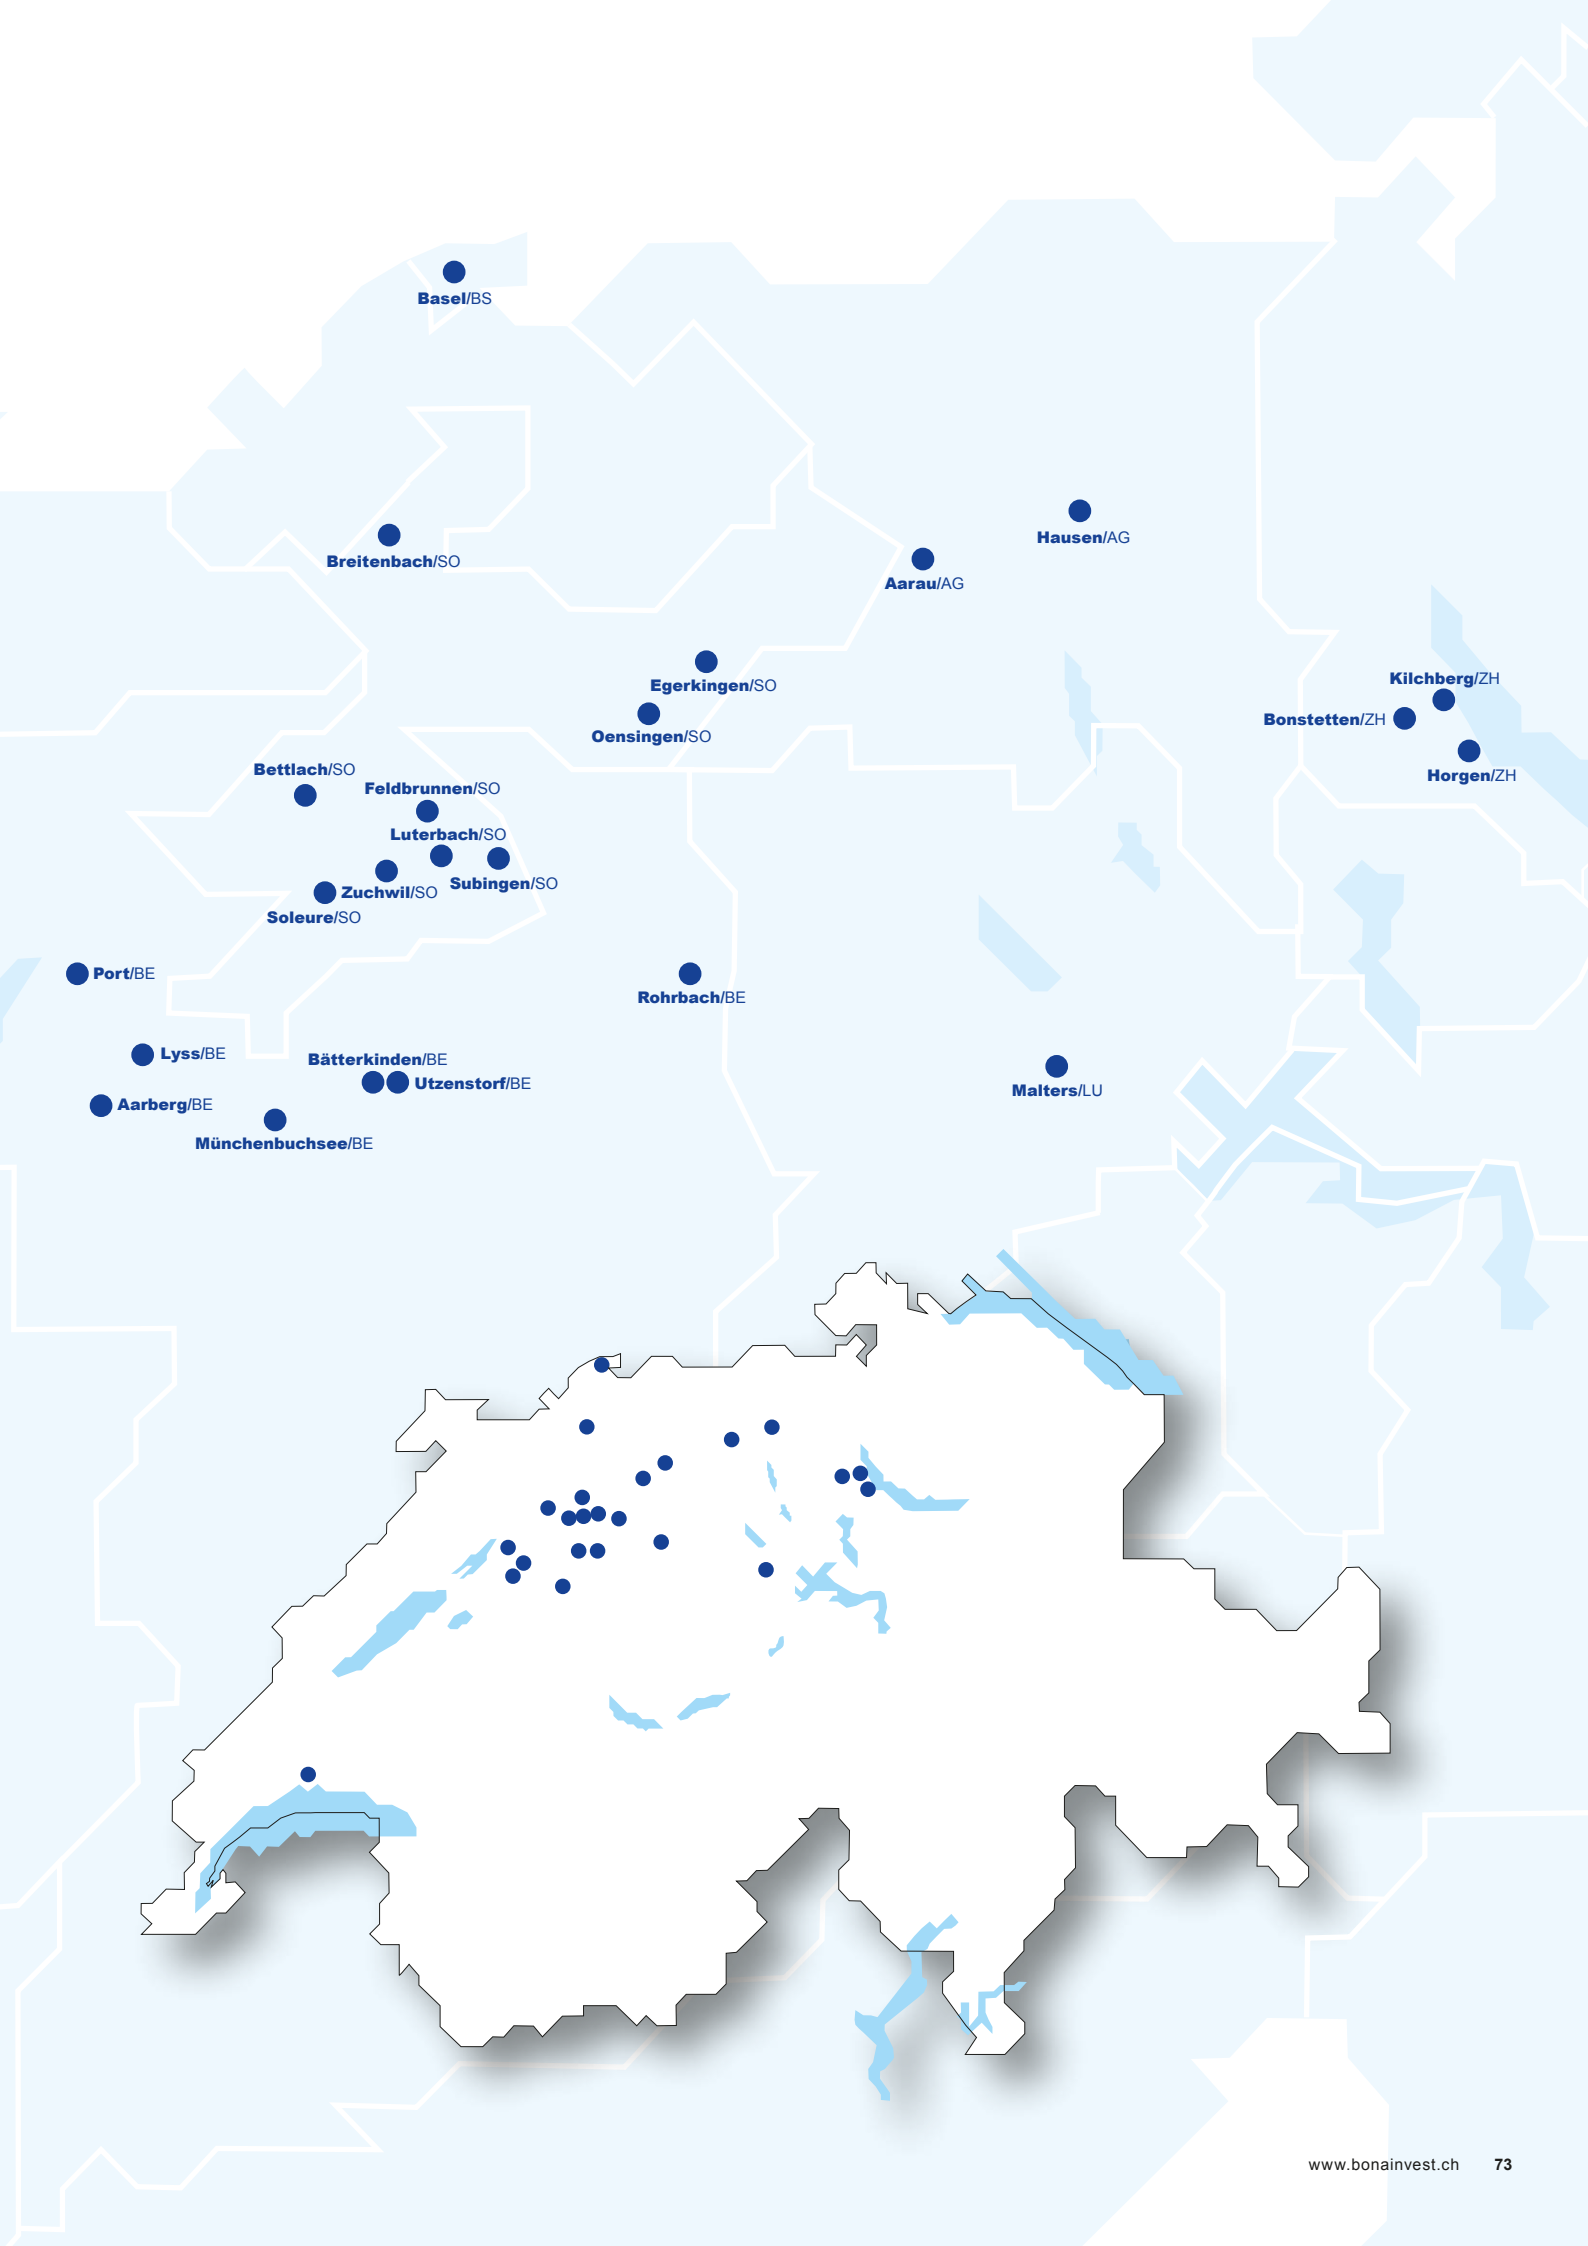 Basel/BS
Hausen/AG
Breitenbach/SO
Aarau/AG
Kilchberg/ZH
Egerkingen/SO
Bonstetten/ZH
Oensingen/SO
Bettlach/SO
Horgen/ZH
Feldbrunnen/SO
Luterbach/SO
Subingen/SO
Zuchwil/SO
Soleure/SO
Port/BE
Rohrbach/BE
Lyss/BE
Bätterkinden/BE
Utzenstorf/BE
Malters/LU
Aarberg/BE
Münchenbuchsee/BE
www.bonainvest.ch 73